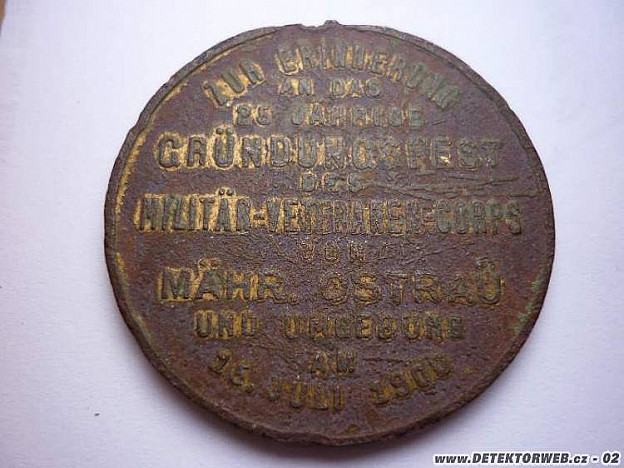 ZUR ERINNERUNG
AN DAS
25 JÄHRIGE
GRÜNDUNGSFEST
DES
MILITÄR-VETERANEN-CORPS
VON
MÄHR. OSTRAU
UND UMGEBUNG
AM
JULI
www.DETEKTORWEB.cz - 02